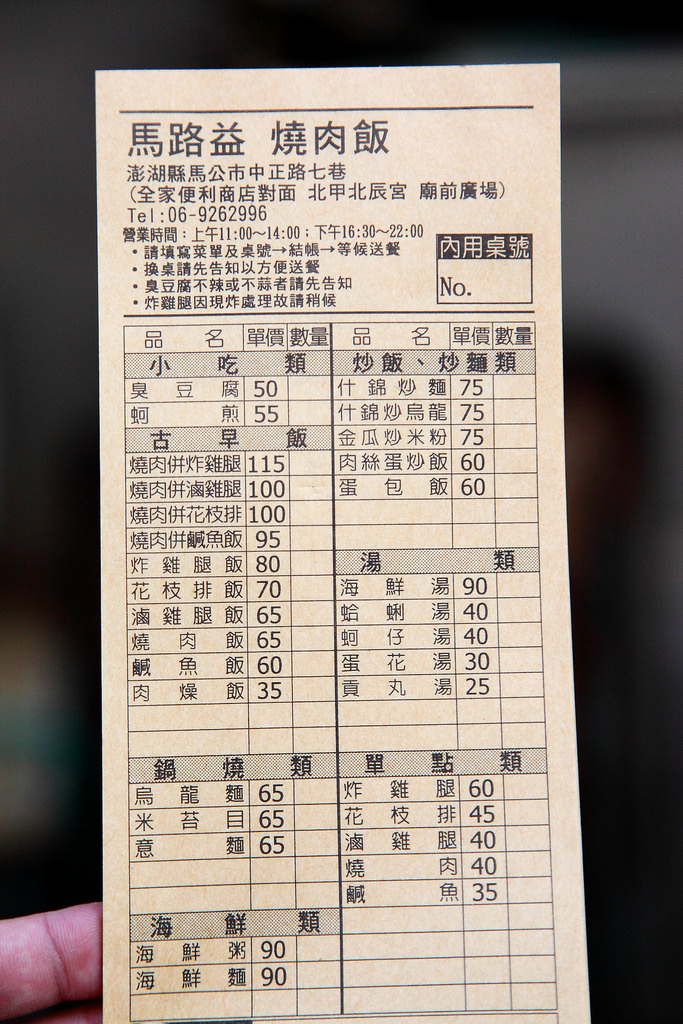 馬路益 燒肉飯
澎湖縣馬公市中正路七巷
(全家便利商店對面 北甲北辰宮 廟前廣場)
Tel:06-9262996
營業時間：上午11:00~14:00；下午16:30~22:00
・請填寫菜單及桌號→結帳→等候送餐
・換桌請先告知以方便送餐
・臭豆腐不辣或不蒜者請先告知
・炸雞腿因現炸處理故請稍候
內用桌號
No.
品名 單價 數量
小吃類
臭豆腐 50
蚵煎 55
古早飯
燒肉併炸雞腿 115
燒肉併滷雞腿 100
燒肉併花枝排 100
燒肉併鹹魚飯 95
炸雞腿飯 80
花枝排飯 70
滷雞腿飯 65
燒肉飯 65
鹹魚飯 60
肉燥飯 35
鍋燒類
烏龍麵 65
米苔目 65
意麵 65
海鮮類
海鮮粥 90
海鮮麵 90
品名 單價 數量
炒飯、炒麵類
什錦炒麵 75
什錦炒烏龍 75
金瓜炒米粉 75
肉絲蛋炒飯 60
蛋包飯 60
湯類
海鮮湯 90
蛤蜊湯 40
蚵仔湯 40
蛋花湯 30
貢丸湯 25
單點類
炸雞腿 60
花枝排 45
滷雞腿 40
燒肉 40
鹹魚 35